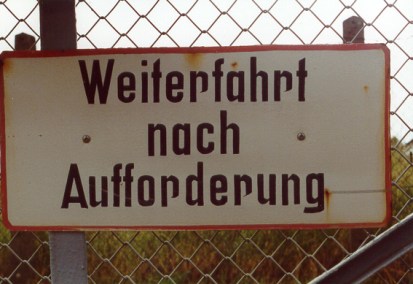 Weiterfahrt
nach
Aufforderung